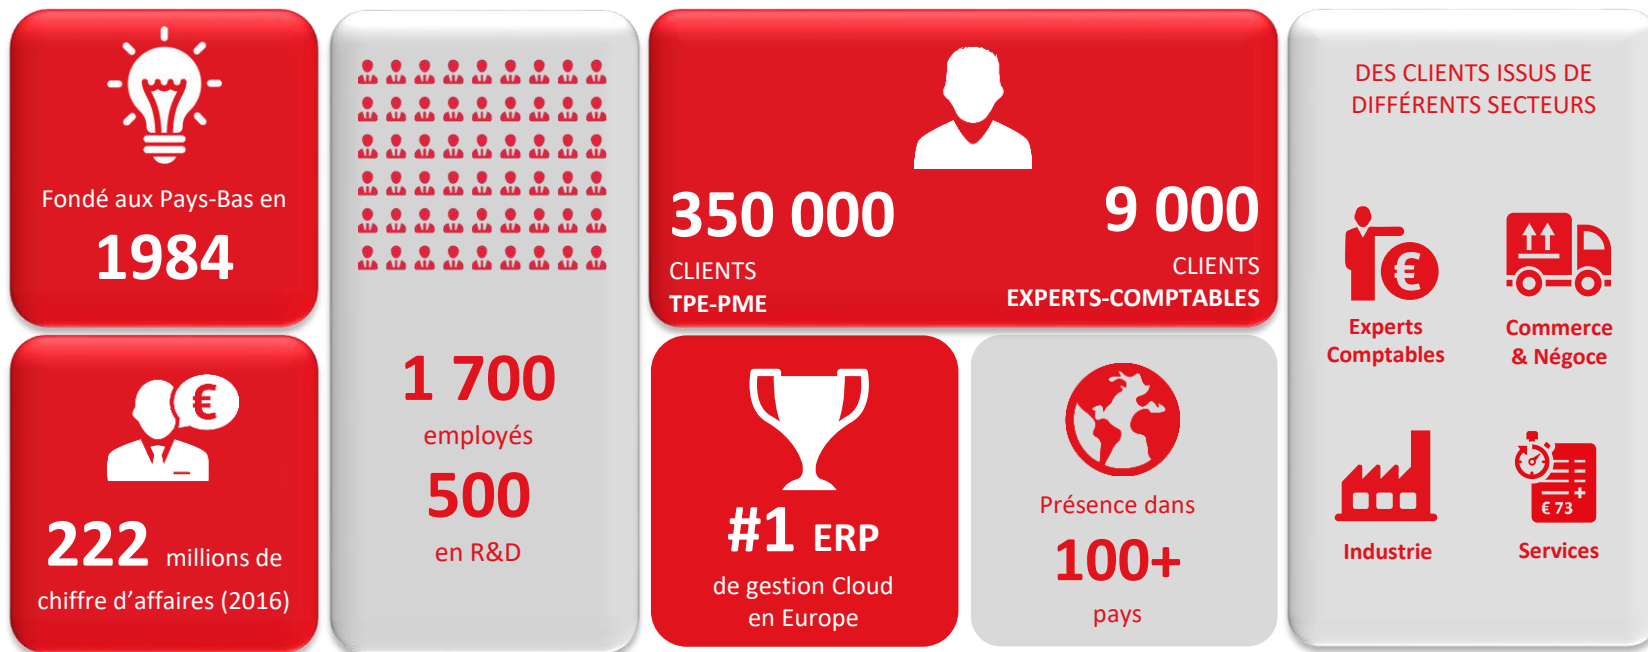 Fondé aux Pays-Bas en
1984
222 millions de
chiffre d'affaires (2016)
€
1 700
employés
500
en R&D
350 000
CLIENTS
TPE-PME
9 000
CLIENTS
EXPERTS-COMPTABLES
#1 ERP
de gestion Cloud
en Europe
Présence dans
100+
pays
DES CLIENTS ISSUS DE
DIFFÉRENTS SECTEURS
€
Experts
Comptables
Commerce
& Négoce
Industrie
€ 73
Services